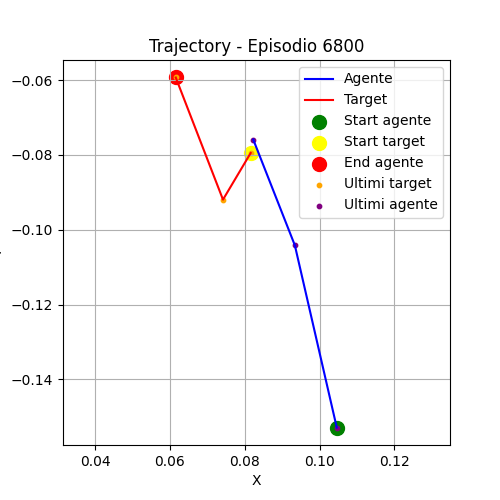 Trajectory - Episodio 6800
Agente
Target
Start agente
Start target
End agente
Ultimi target
Ultimi agente
−0.06
−0.08
−0.10
−0.12
−0.14
0.04 0.06 0.08 0.10 0.12
X